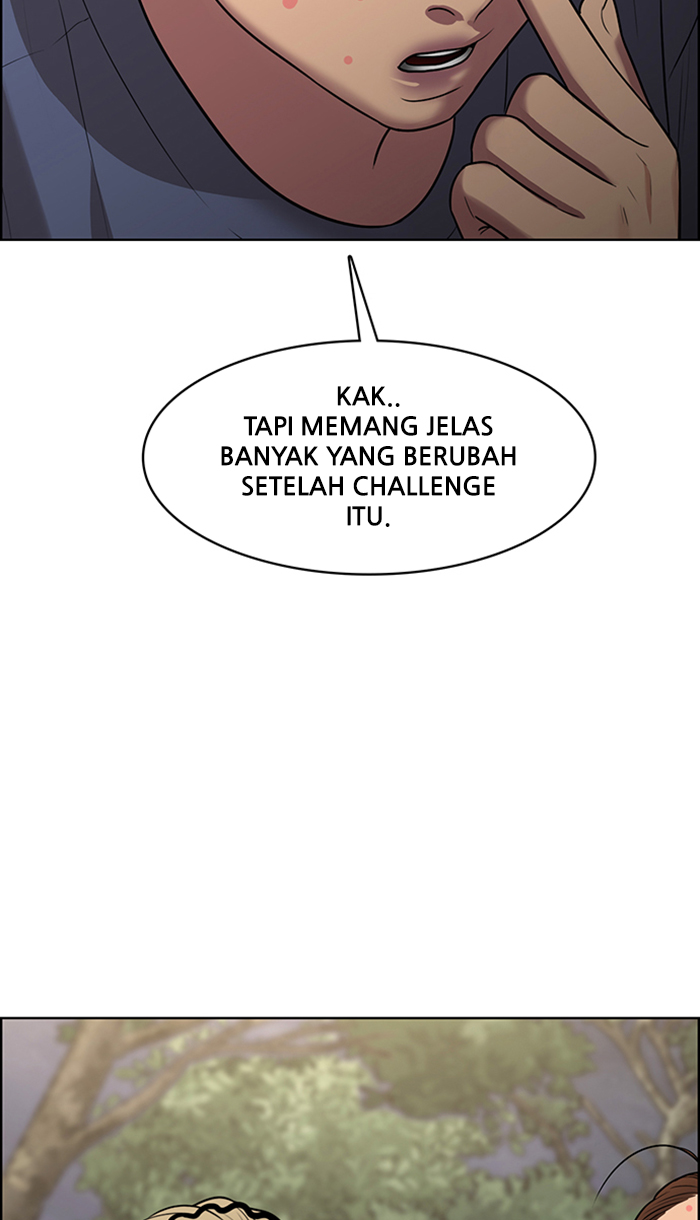 KAK..
TAPI MEMANG JELAS
BANYAK YANG BERUBAH
SETELAH CHALLENGE
ITU.